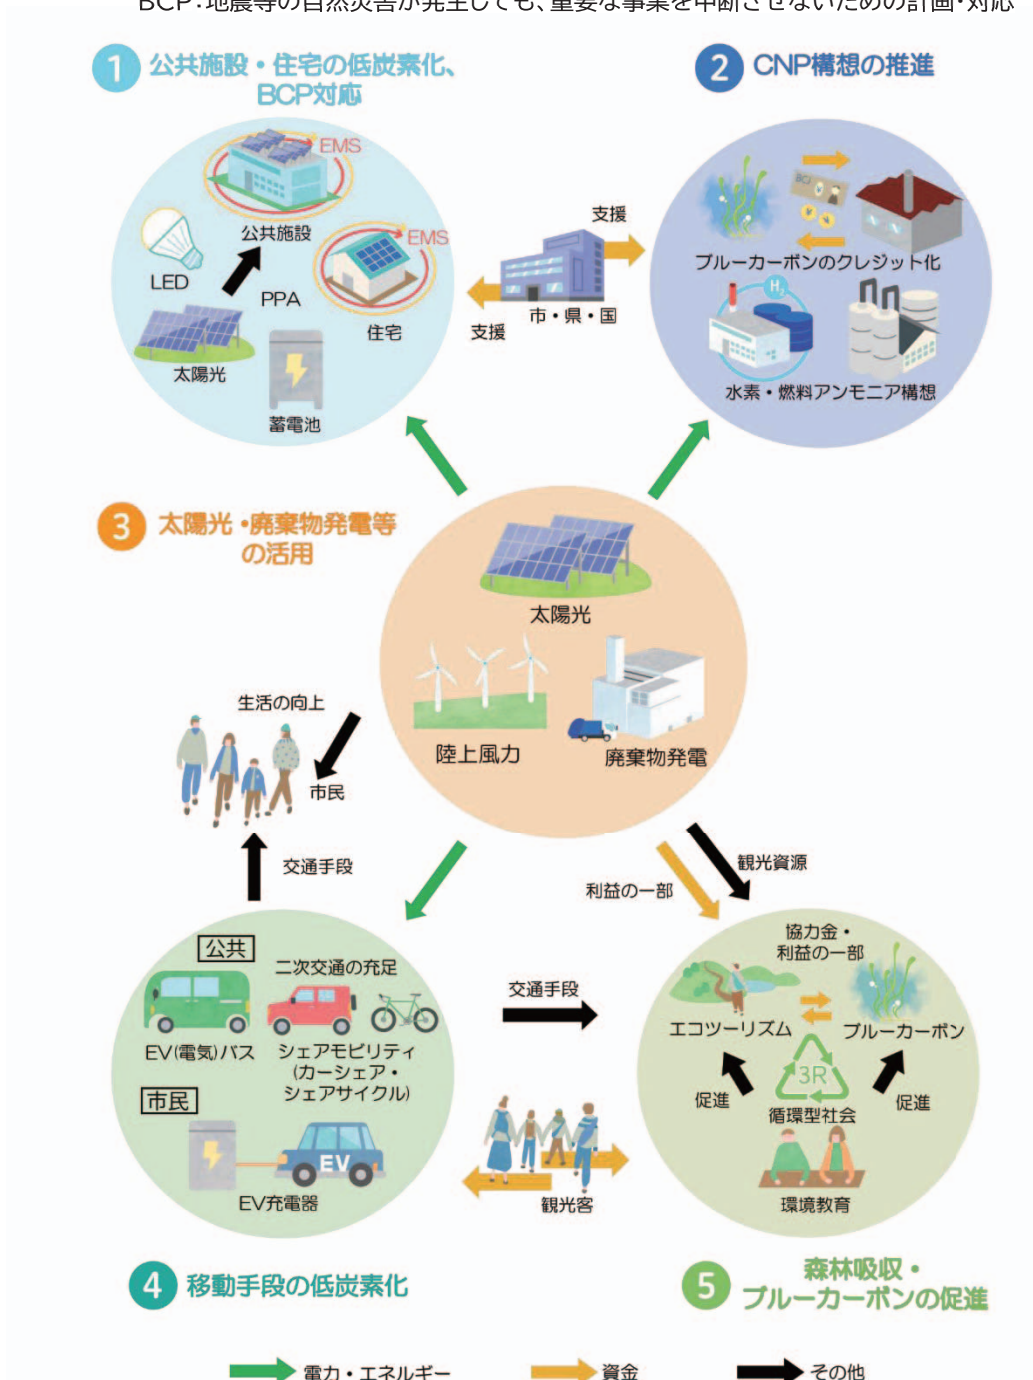 BCP：地震等の自然災害が発生しても、重要な事業を中断させないための計画・対応
1 公共施設・住宅の低炭素化、
BCP対応
2 CNP構想の推進
EMS
公共施設
LED
EMS
PPA
住宅
太陽光
蓄電池
支援
市・県・国
支援
BCJ
ブルーカーボンのクレジット化
H₂
水素・燃料アンモニア構想
3 太陽光・廃棄物発電等
の活用
太陽光
陸上風力
廃棄物発電
生活の向上
市民
交通手段
利益の一部
観光資源
公共
二次交通の充足
EV(電気)バス
シェアモビリティ
(カーシェア・
シェアサイクル)
市民
EV
EV充電器
交通手段
観光客
協力金・
利益の一部
エコツーリズム
ブルーカーボン
3R
促進
循環型社会
促進
環境教育
4 移動手段の低炭素化
5 森林吸収・
ブルーカーボンの促進
電力・エネルギー
資金
その他